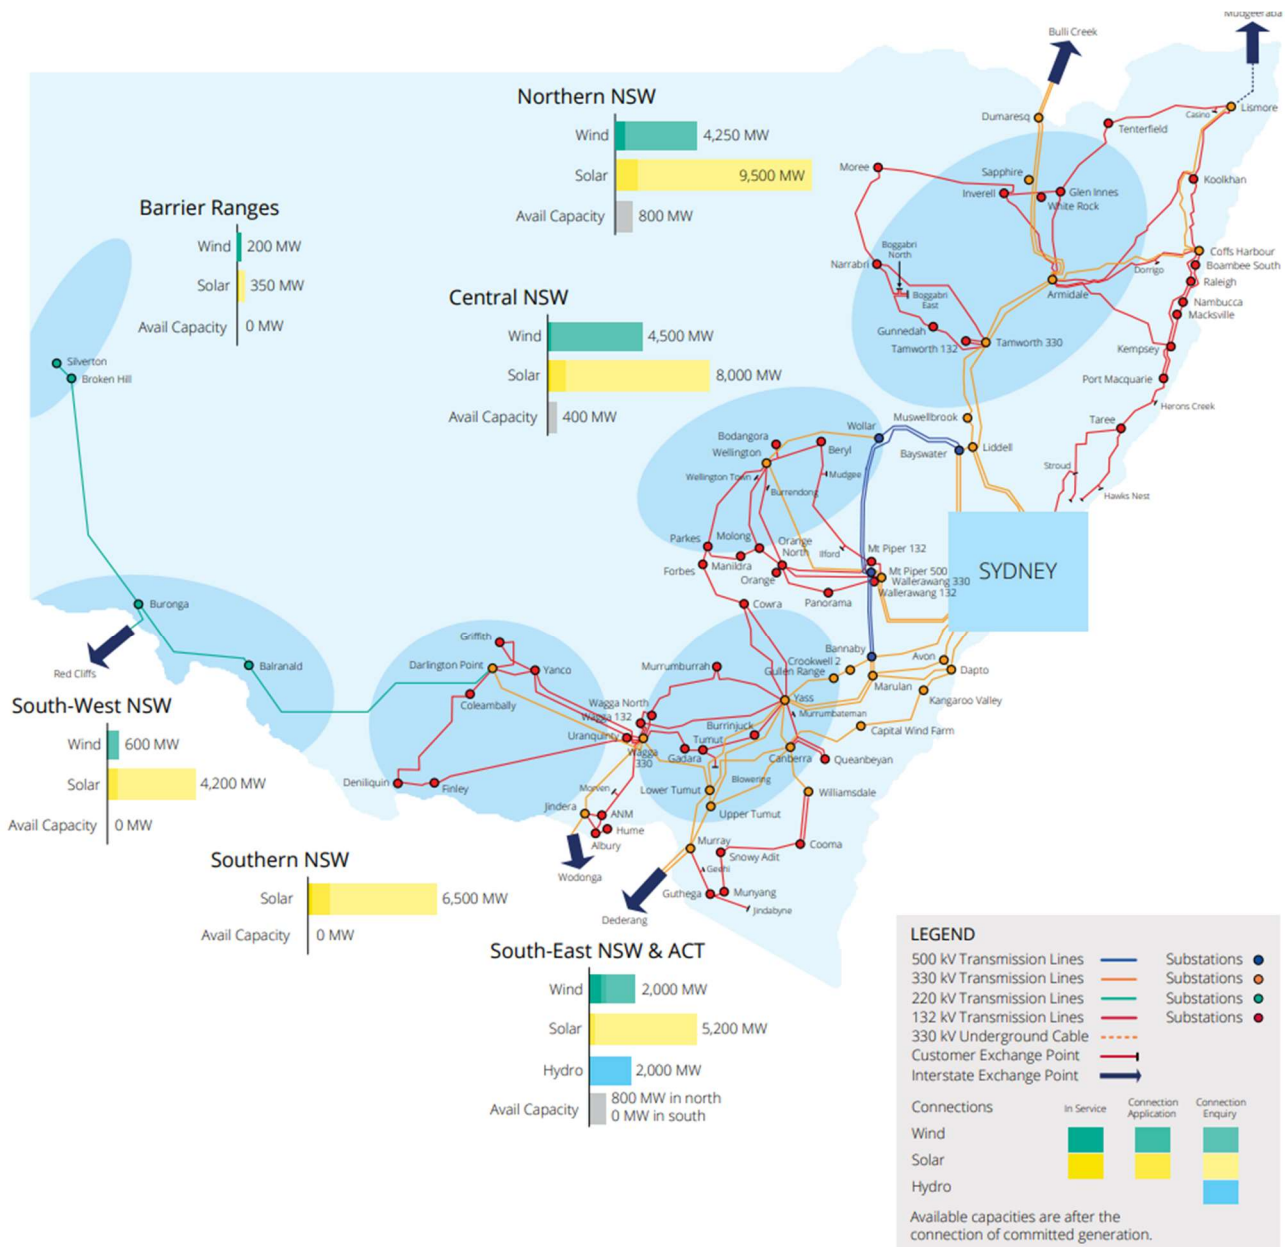 Mudgeeraba
Bulli Creek
Northern NSW
Wind
4,250 MW
Solar
9,500 MW
Avail Capacity
800 MW
Dumaresq
Casino
Lismore
Tenterfield
Moree
Sapphire
Inverell
Glen Innes
White Rock
Koolkhan
Barrier Ranges
Wind
200 MW
Solar
350 MW
Avail Capacity
0 MW
Boggabri
North
Narrabri
Boggabri
East
Gunnedah
Tamworth 132
Tamworth 330
Armidale
Dorrigo
Coffs Harbour
Boambee South
Raleigh
Nambucca
Macksville
Kempsey
Port Macquarie
Herons Creek
Taree
Stroud
Hawks Nest
Central NSW
Wind
4,500 MW
Solar
8,000 MW
Avail Capacity
400 MW
Silverton
Broken Hill
Muswellbrook
Liddell
Bayswater
Wollar
Bodangora
Wellington
Beryl
Wellington Town
Mudgee
Burrendong
Parkes
Molong
Orange
North
Ilford
Forbes
Manildra
Orange
Mt Piper 132
Mt Piper 500
Wallerawang 330
Wallerawang 132
Panorama
Cowra
SYDNEY
Buronga
Red Cliffs
Balranald
Griffith
Darlington Point
Yanco
Coleambally
Murrumburrah
Crookwell 2
Gullen Range
Bannaby
Avon
Dapto
Marulan
Kangaroo Valley
Yass
Murrumbateman
Capital Wind Farm
Wagga North
Wagga 132
Uranquinty
Wagga
330
Burrinjuck
Tumut
Gadara
Canberra
Queanbeyan
Blowering
Lower Tumut
Upper Tumut
Williamsdale
Deniliquin
Finley
Morven
Jindera
ANM
Hume
Albury
Wodonga
Murray
Snowy Adit
Cooma
Geehi
Guthega
Munyang
Jindabyne
Dederang
South-West NSW
Wind
600 MW
Solar
4,200 MW
Avail Capacity
0 MW
Southern NSW
Solar
6,500 MW
Avail Capacity
0 MW
South-East NSW & ACT
Wind
2,000 MW
Solar
5,200 MW
Hydro
2,000 MW
Avail Capacity
800 MW in north
0 MW in south
LEGEND
500 kV Transmission Lines Substations
330 kV Transmission Lines Substations
220 kV Transmission Lines Substations
132 kV Transmission Lines Substations
330 kV Underground Cable
Customer Exchange Point
Interstate Exchange Point
Connections
In Service
Connection
Application
Connection
Enquiry
Wind
Solar
Hydro
Available capacities are after the
connection of committed generation.